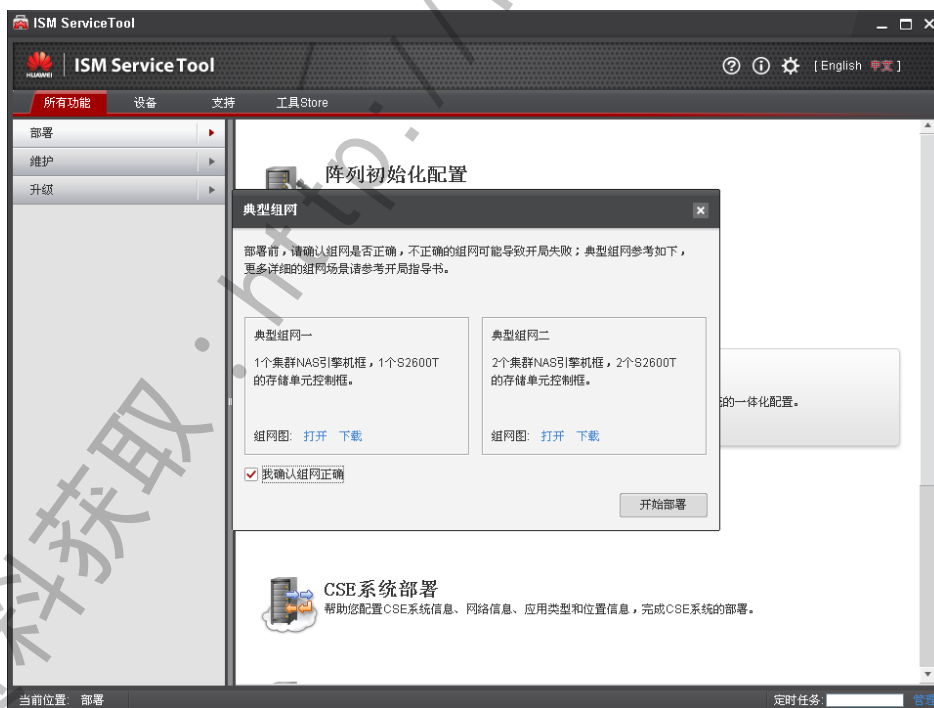 ISM ServiceTool
HUAWEI
ISM ServiceTool
[ English 中文 ]
所有功能 设备 支持 工具Store
部署
维护
升级
阵列初始化配置
典型组网
部署前，请确认组网是否正确，不正确的组网可能导致开局失败；典型组网参考如下，
更多详细的组网场景请参考开局指导书。
典型组网一
1个集群NAS引擎机框，1个S2600T
的存储单元控制框。
组网图: 打开 下载
典型组网二
2个集群NAS引擎机框，2个S2600T
的存储单元控制框。
组网图: 打开 下载
的一体化配置。
我确认组网正确
开始部署
CSE系统部署
帮助您配置CSE系统信息、网络信息、应用类型和位置信息，完成CSE系统的部署。
当前位置: 部署
定时任务: 管理
料获取：http://